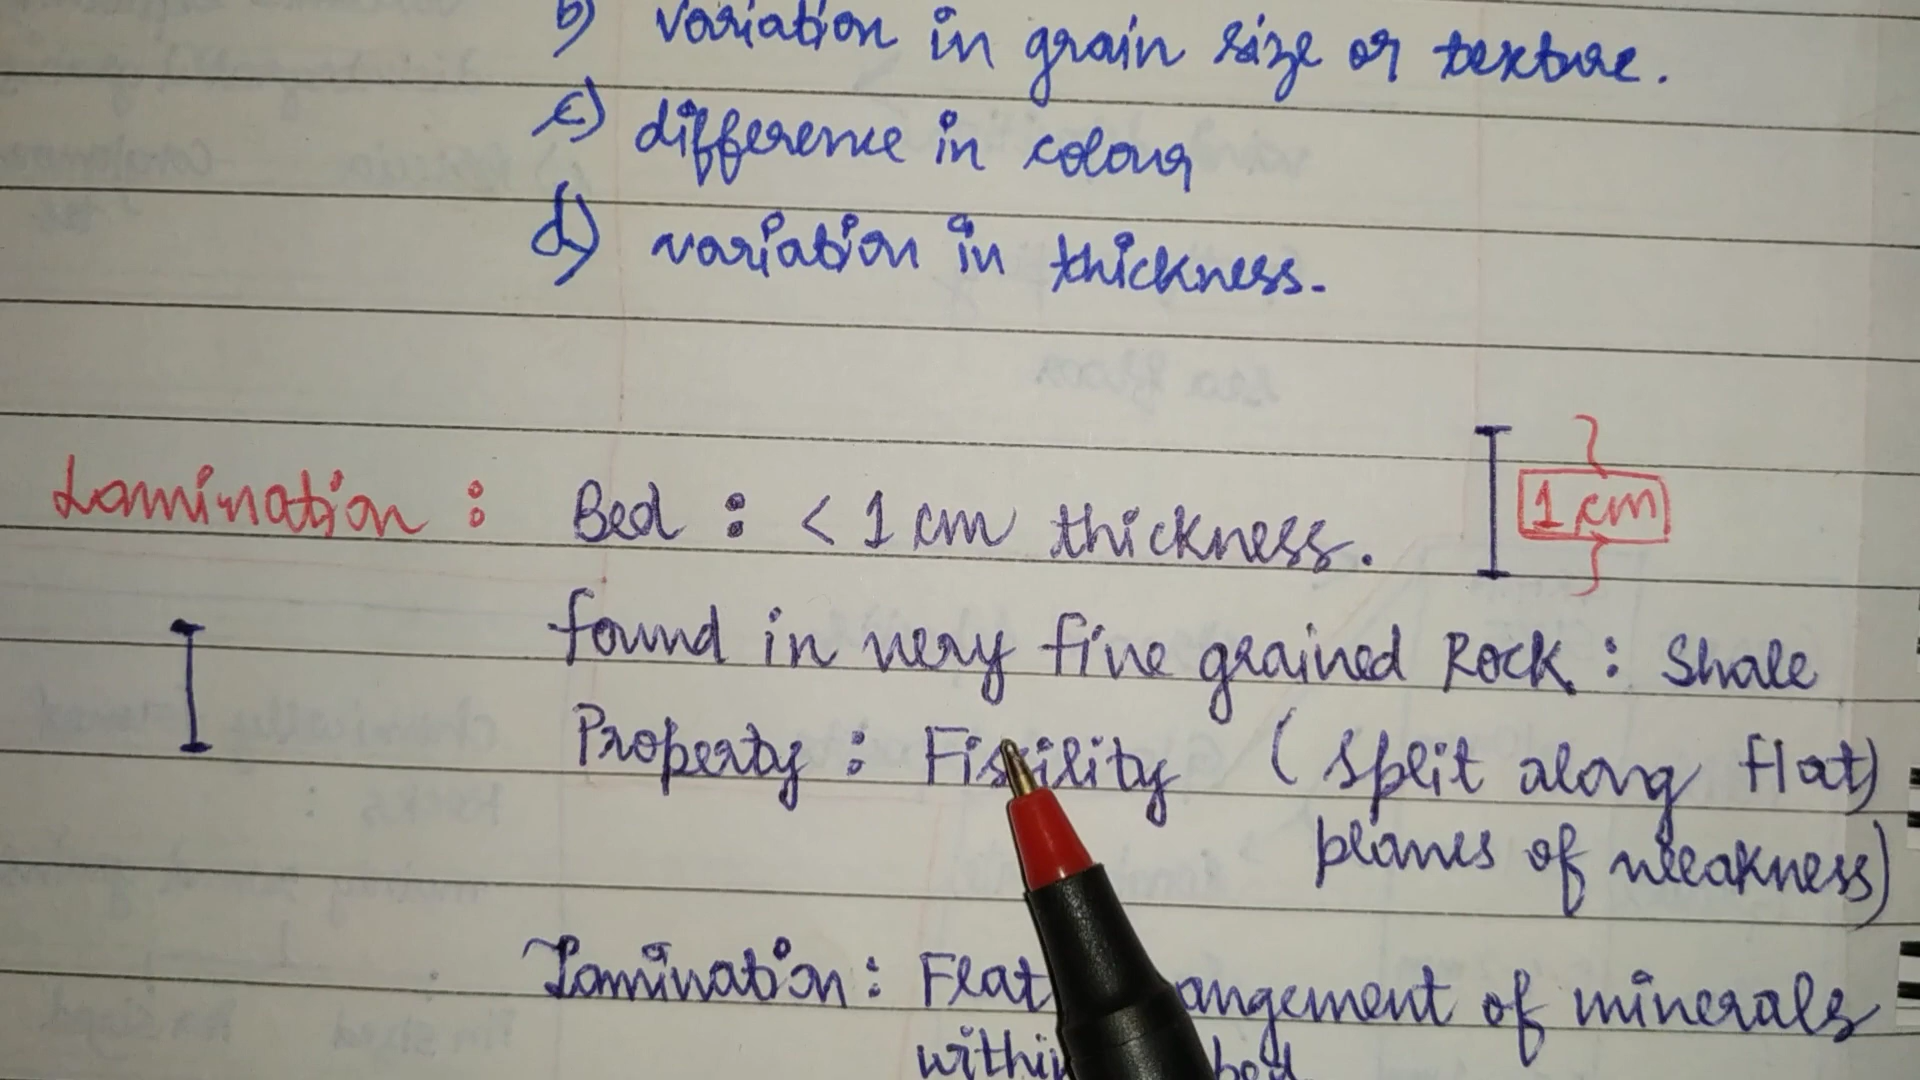 b) variation in grain size or texture.
c) difference in colour
d) variation in thickness.
1 cm
Lamination : Bed : < 1 cm thickness.
found in very fine grained Rock : Shale
Property : Fissility ( split along flat)
planes of weakness)
Lamination : Flat angement of minerals
within bed